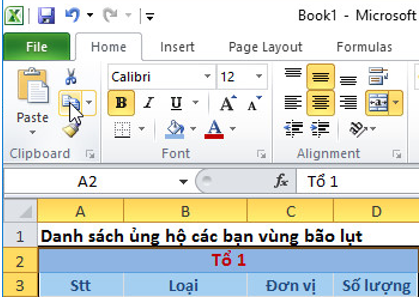 Book1 - Microsoft
File Home Insert Page Layout Formulas
Paste
Calibri 12
B I U A A
A
Clipboard Font Alignment
A2 fx Tổ 1
A B C D
1 Danh sách ủng hộ các bạn vùng bão lụt
2 Tổ 1
3 Stt Loại Đơn vị Số lượng